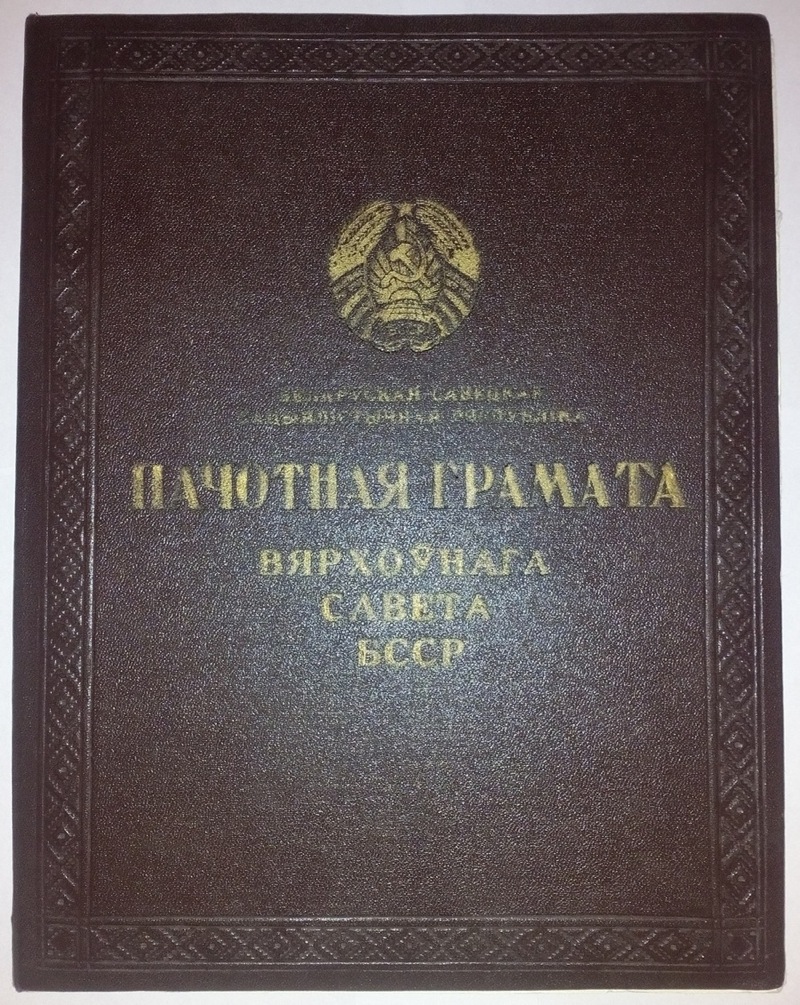 БЕЛАРУСКАЯ САВЕЦКАЯ
САЦЫЯЛІСТЫЧНАЯ РЭСПУБЛІКА
ПАЧОТНАЯ ГРАМАТА
ВЯРХОЎНАГА
САВЕТА
БССР